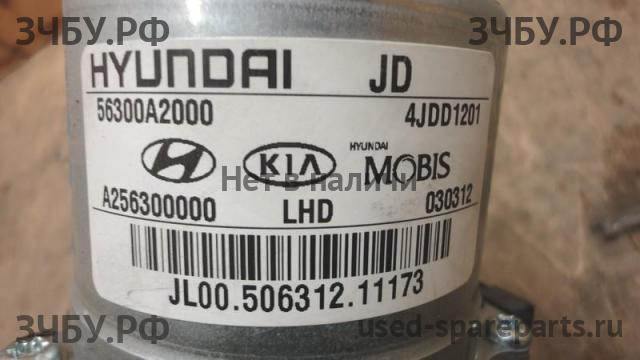 ЗЧБУ.РФ ЗЧБУ.РФ
HYUNDAI JD
56300A2000 4JDD1201
KIA HYUNDAI MOBIS
Нет в наличии
A256300000 LHD 030312
JL00.506312.11173
ЗЧБУ.РФ used-spareparts.ru